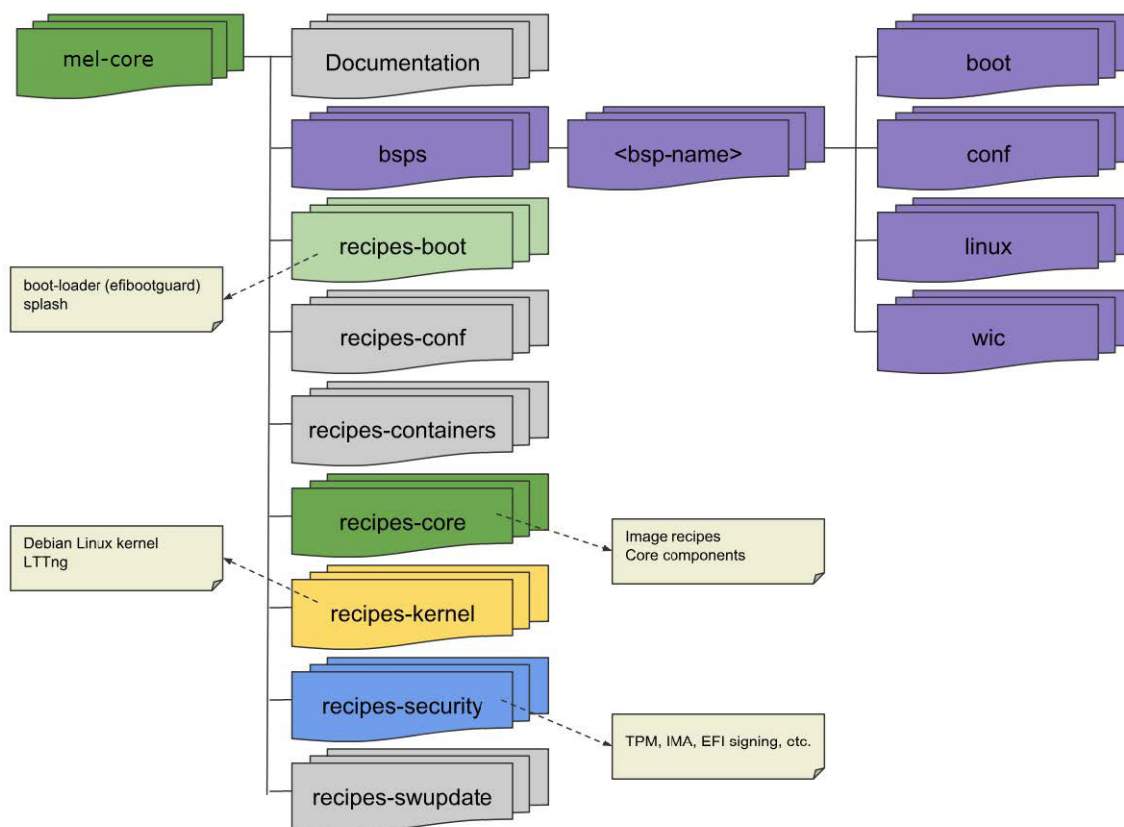 mel-core
Documentation
boot
bsps
<bsp-name>
conf
recipes-boot
linux
boot-loader (efibootguard)
splash
recipes-conf
wic
recipes-containers
recipes-core
Debian Linux kernel
LTTng
Image recipes
Core components
recipes-kernel
recipes-security
TPM, IMA, EFI signing, etc.
recipes-swupdate